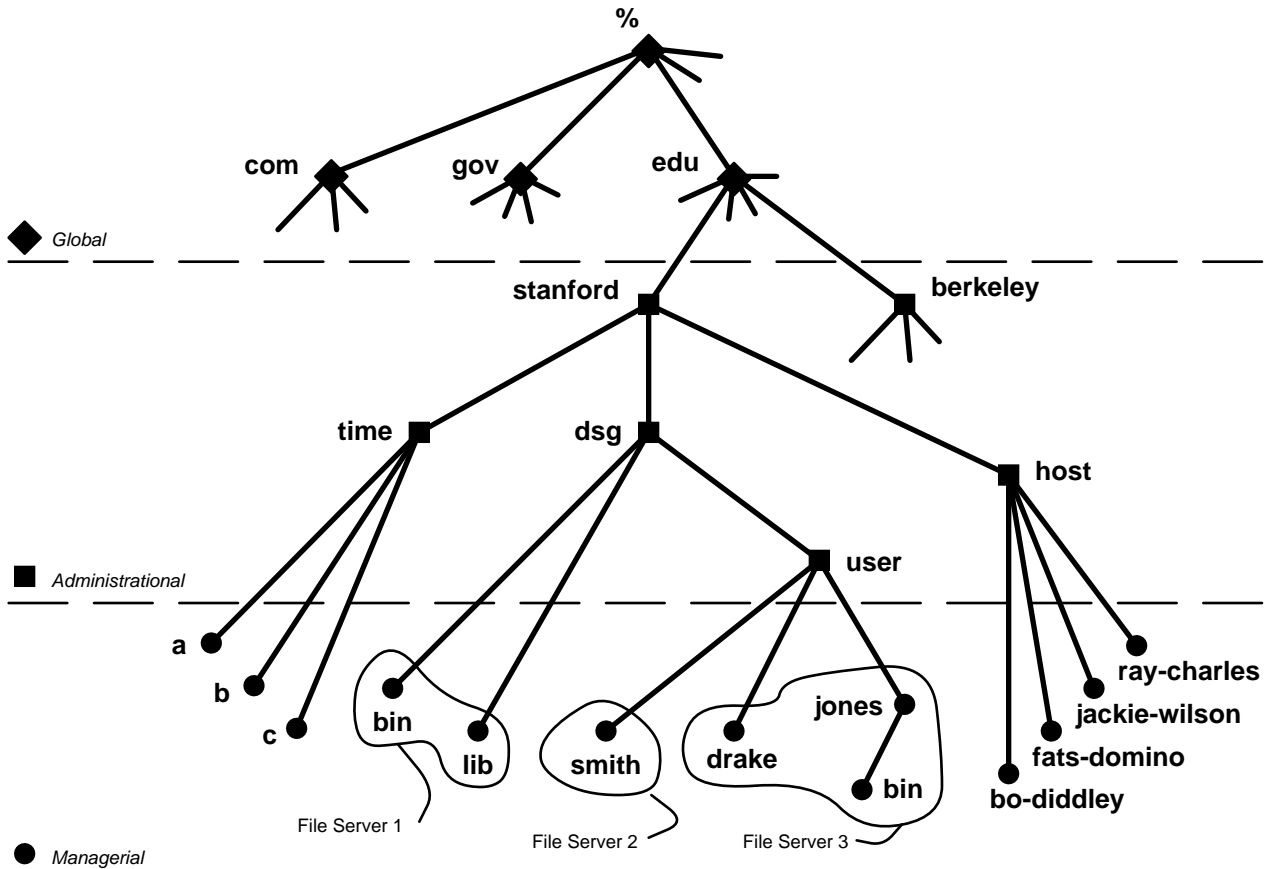 %
com
gov
edu
Global
stanford
berkeley
time
dsg
host
user
Administrational
a
b
c
bin
lib
smith
drake
jones
bin
ray-charles
jackie-wilson
fats-domino
bo-diddley
File Server 1
File Server 2
File Server 3
Managerial